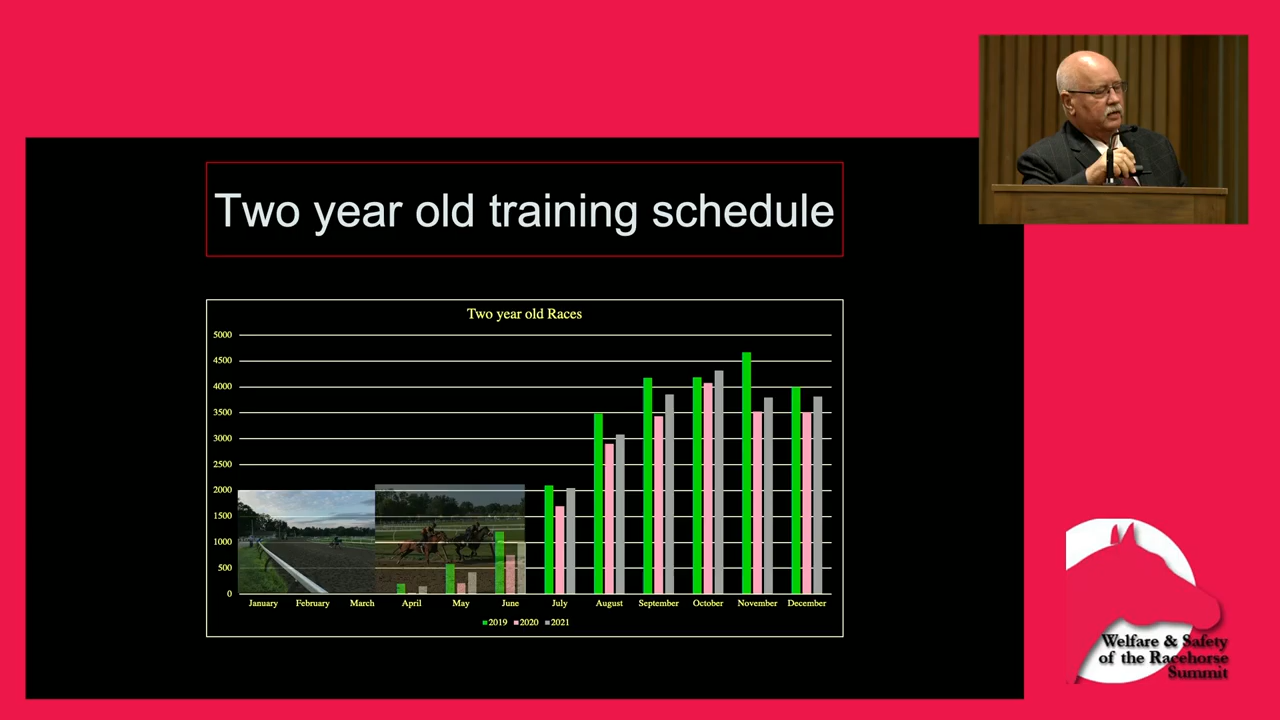 Two year old training schedule
Two year old Races
5000
4500
4000
3500
3000
2500
2000
1500
1000
500
0
January February March April May June July August September October November December
2019 2020 2021
Welfare & Safety
of the Racehorse
Summit